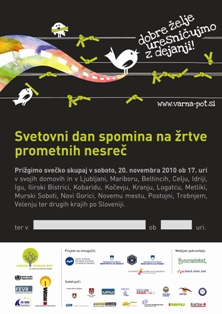 dobre želje
uresničujmo
z dejanji!
www.varna-pot.si
Svetovni dan spomina na žrtve
prometnih nesreč
Prižgimo svečko skupaj v soboto, 20. novembra 2010 ob 17. uri
v svojih domovih in v Ljubljani, Mariboru, Beltincih, Celju, Idriji,
Igu, Ilirski Bistrici, Kobaridu, Kočevju, Kranju, Logatcu, Metliki,
Murski Soboti, Novi Gorici, Novemu mestu, Postojni, Trebnjem,
Velenju ter drugih krajih po Sloveniji.
ter v ob uri.